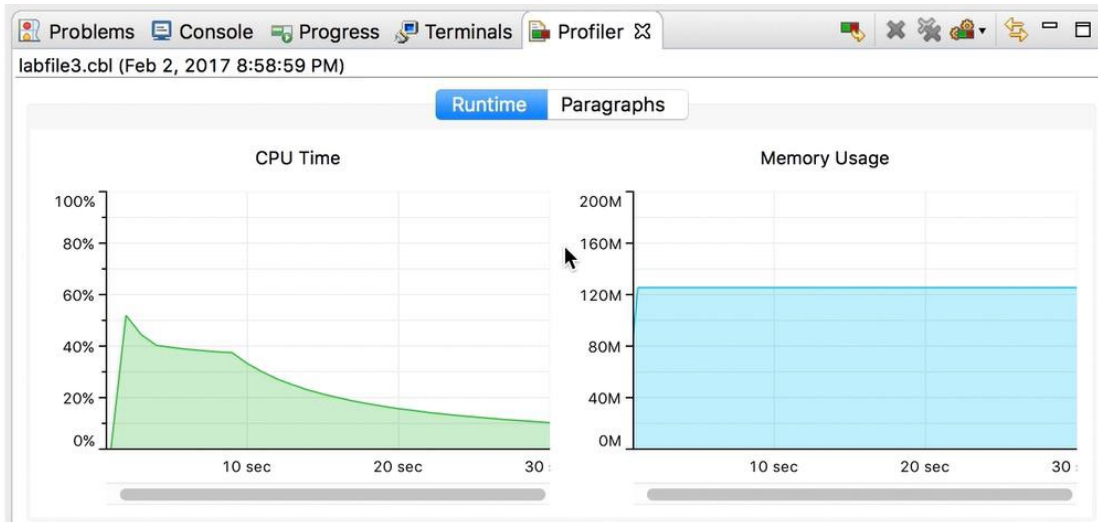 Problems Console Progress Terminals Profiler
labfile3.cbl (Feb 2, 2017 8:58:59 PM)
Runtime Paragraphs
CPU Time
100%
80%
60%
40%
20%
0%
10 sec 20 sec 30
Memory Usage
200M
160M
120M
80M
40M
0M
10 sec 20 sec 30